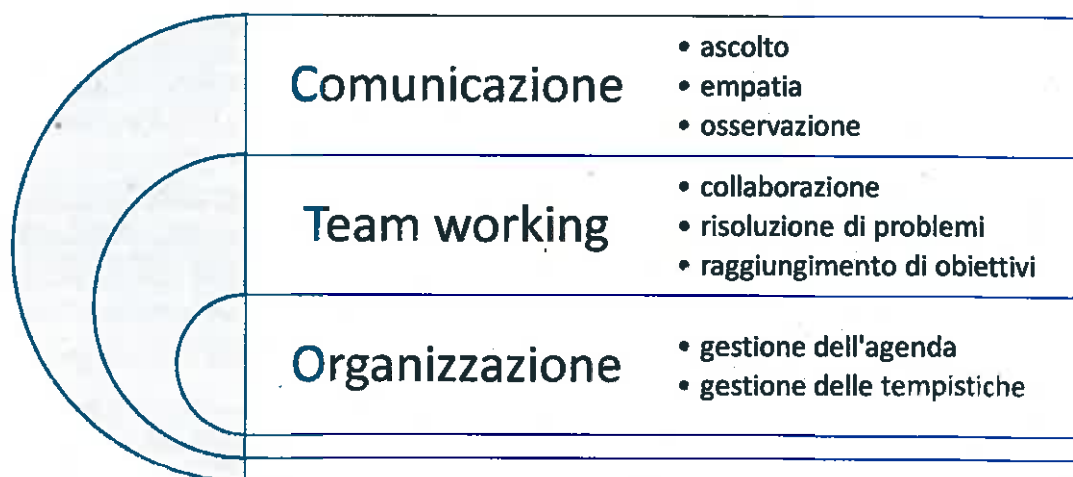 Comunicazione
• ascolto
• empatia
• osservazione
Team working
• collaborazione
• risoluzione di problemi
• raggiungimento di obiettivi
Organizzazione
• gestione dell'agenda
• gestione delle tempistiche